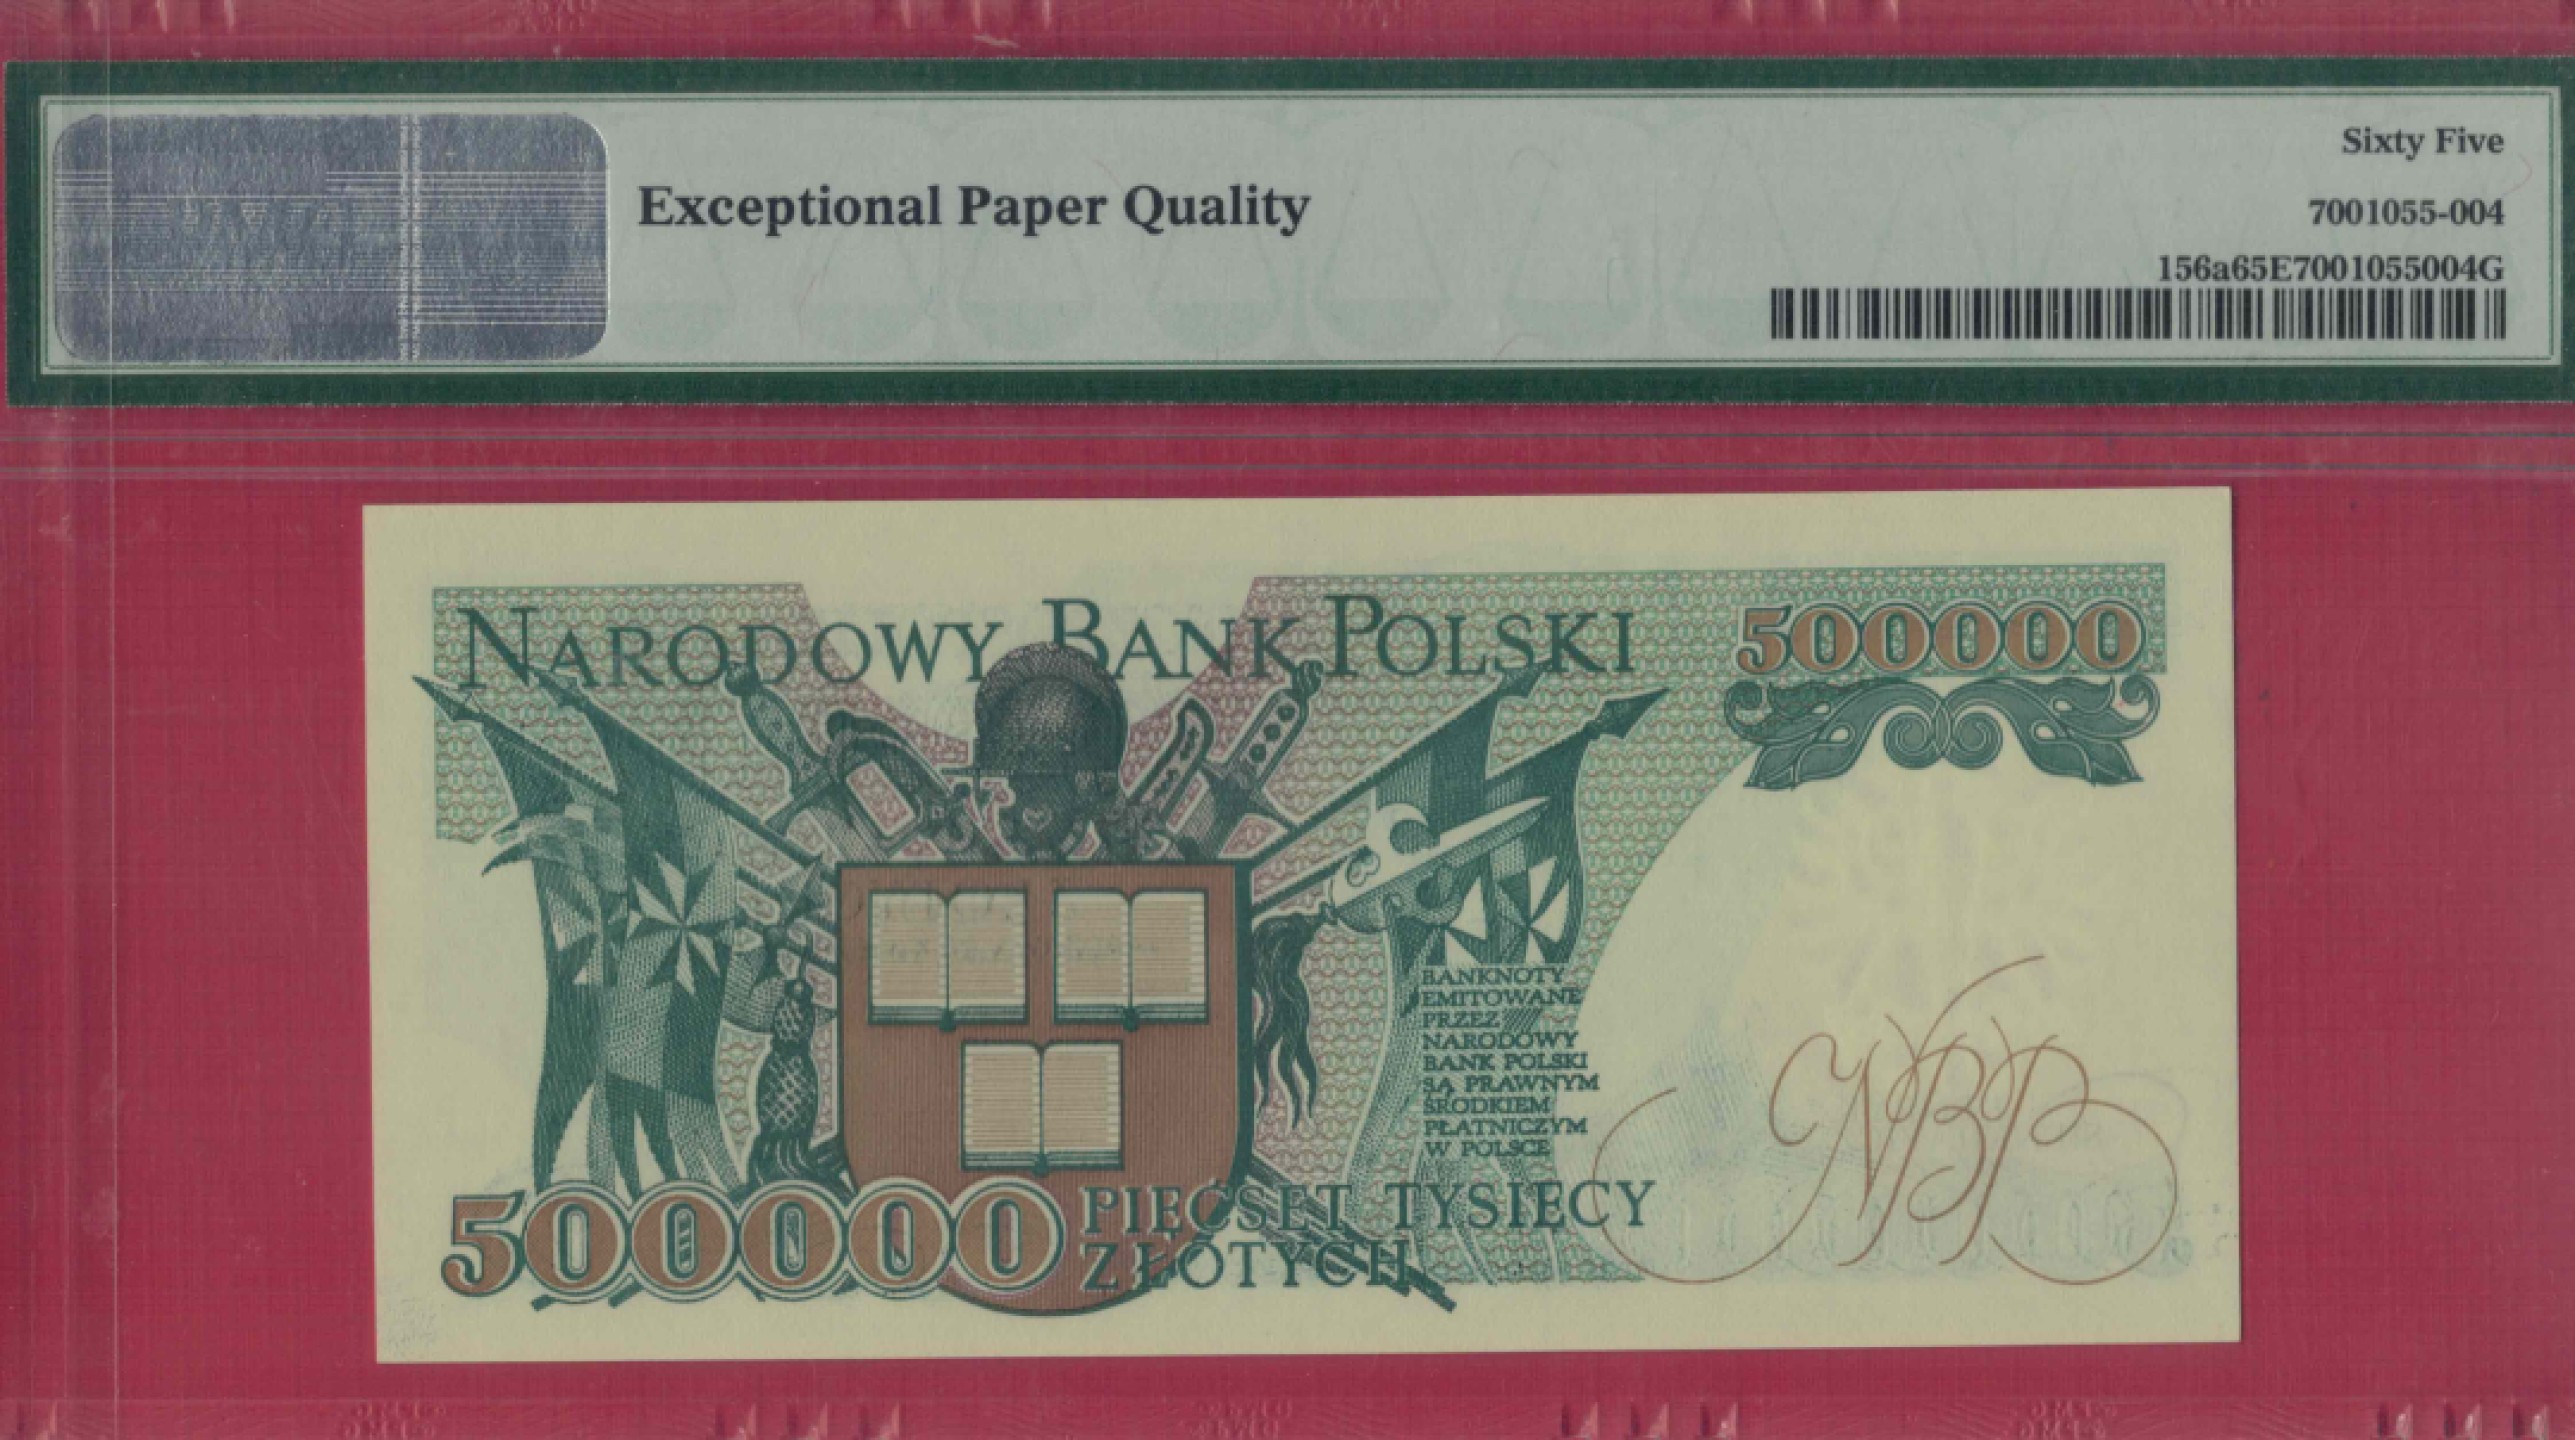 Sixty Five
Exceptional Paper Quality
7001055-004
156a65E7001055004G
NARODOWY BANK POLSKI
500000
BANKNOTY
EMITOWANE
PRZEZ
NARODOWY
BANK POLSKI
SĄ PRAWNYM
ŚRODKIEM
PŁATNICZYM
W POLSCE
NBP
500000 PIĘĆSET TYSIĘCY
ZŁOTYCH